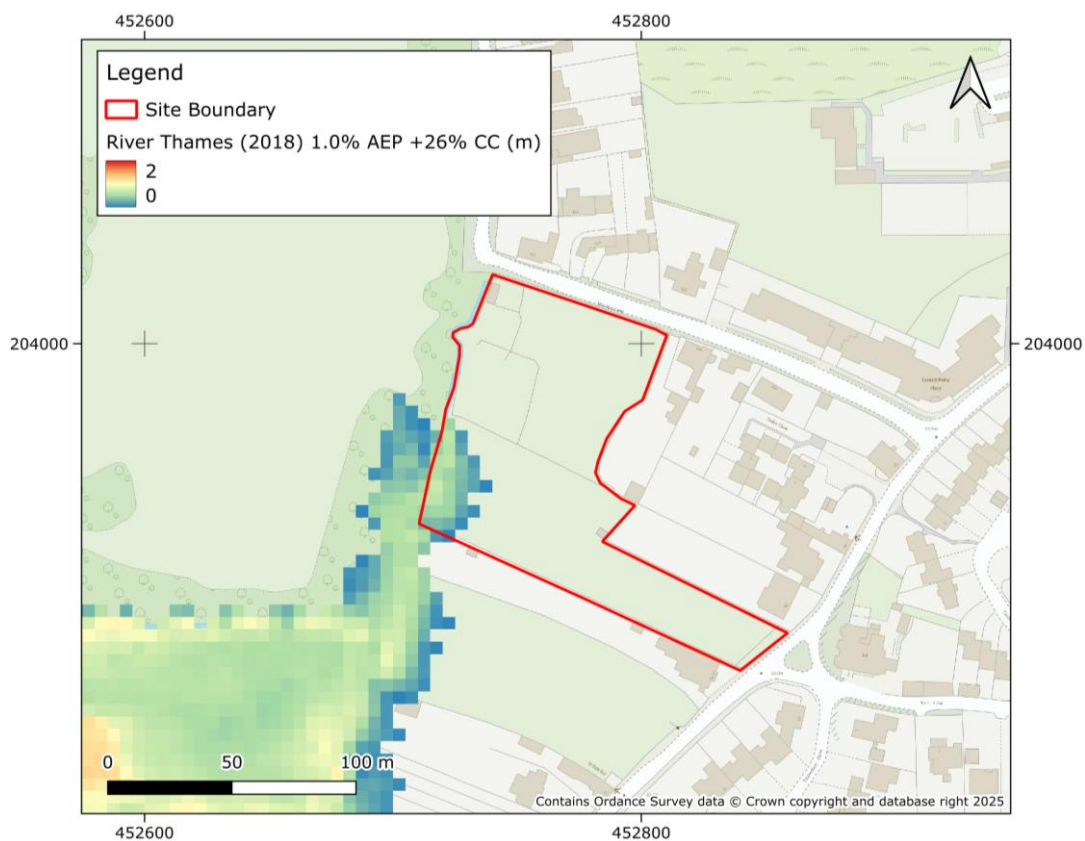 452600 452800
Legend
Site Boundary
River Thames (2018) 1.0% AEP +26% CC (m)
2
0
204000 204000
0 50 100 m
Contains Ordance Survey data © Crown copyright and database right 2025
452600 452800